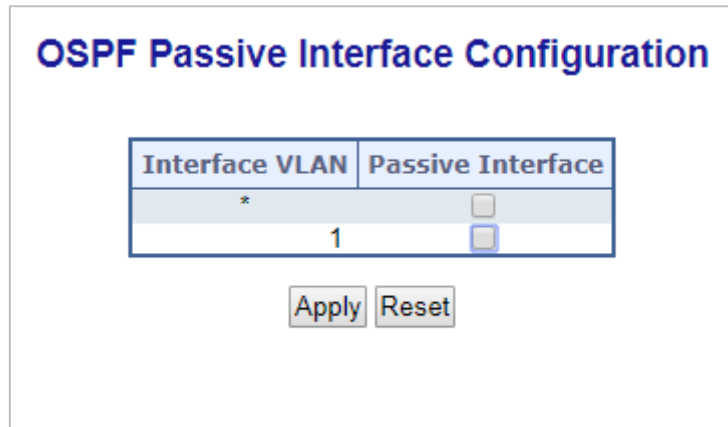 OSPF Passive Interface Configuration
Interface VLAN Passive Interface
*
1
Apply Reset